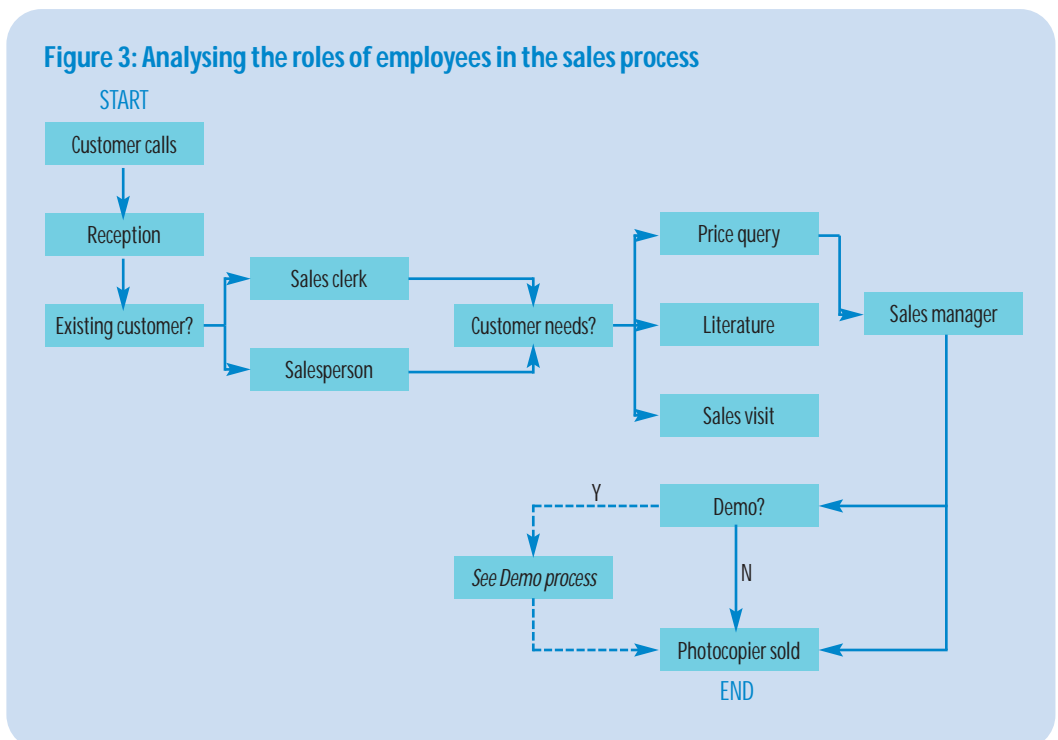 Figure 3: Analysing the roles of employees in the sales process
START
Customer calls
Reception
Existing customer?
Sales clerk
Salesperson
Customer needs?
Price query
Literature
Sales visit
Sales manager
Demo?
Y
See Demo process
N
Photocopier sold
END